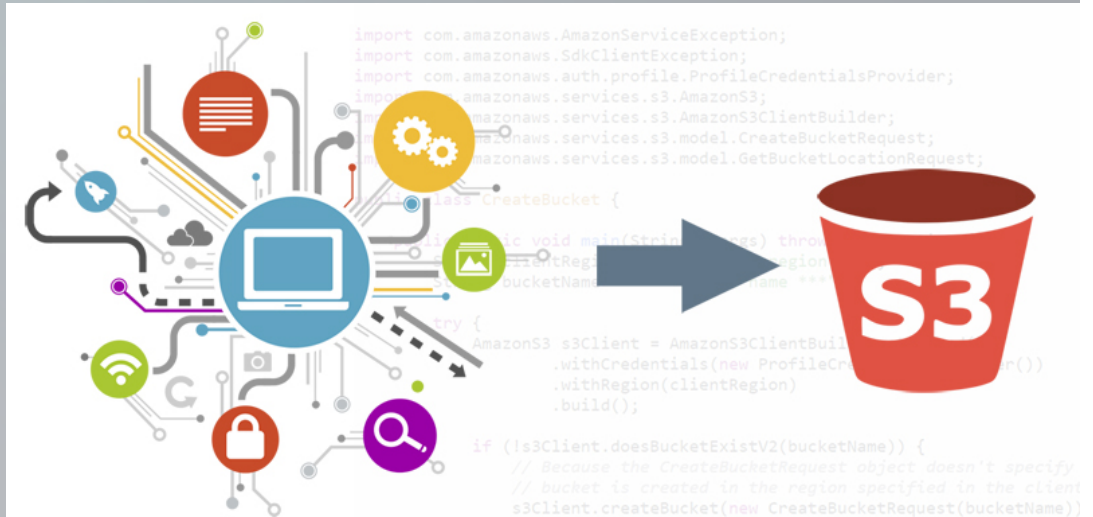 import com.amazonaws.AmazonServiceException;
import com.amazonaws.SdkClientException;
import com.amazonaws.auth.profile.ProfileCredentialsProvider;
amazonaws.services.s3.AmazonS3;
amazonaws.services.s3.AmazonS3ClientBuilder;
amazonaws.services.s3.model.CreateBucketRequest;
amazonaws.services.s3.model.GetBucketLocationRequest;
class CreateBucket {
void main(String
bucketName
try {
AmazonS3 s3Client =
.withCredentials(new
.withRegion(clientRegion)
.build();
if (!s3Client.doesBucketExistV2(bucketName)) {
// Because the CreateBucketRequest object doesn't specify
// bucket is created in the region specified in the client
s3Client.createBucket(new CreateBucketRequest(bucketName))
S3